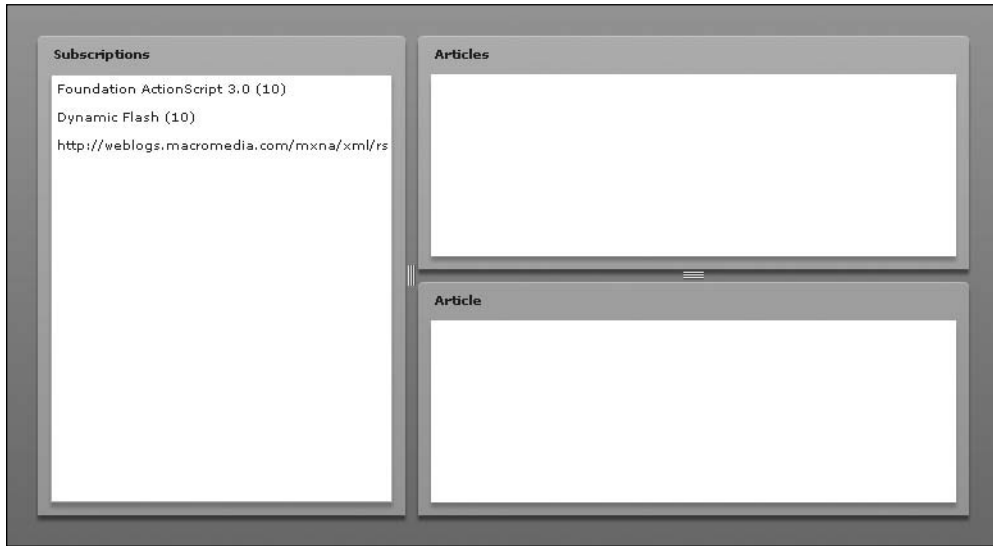 Subscriptions
Foundation ActionScript 3.0 (10)
Dynamic Flash (10)
http://weblogs.macromedia.com/mxna/xml/rs
Articles
Article